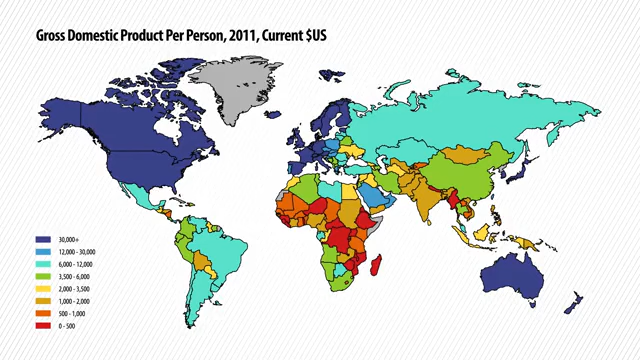 Gross Domestic Product Per Person, 2011, Current $US
30,000+
12,000 - 30,000
6,000 - 12,000
3,500 - 6,000
2,000 - 3,500
1,000 - 2,000
500 - 1,000
0 - 500